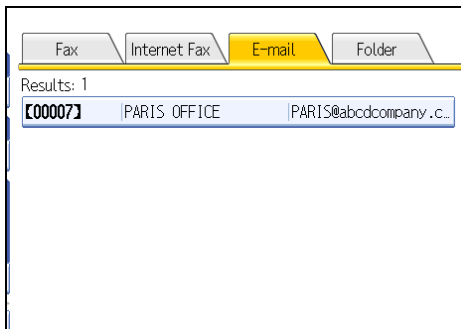 Fax Internet Fax E-mail Folder
Results: 1
【00007】 PARIS OFFICE PARIS@abcdcompany.c...